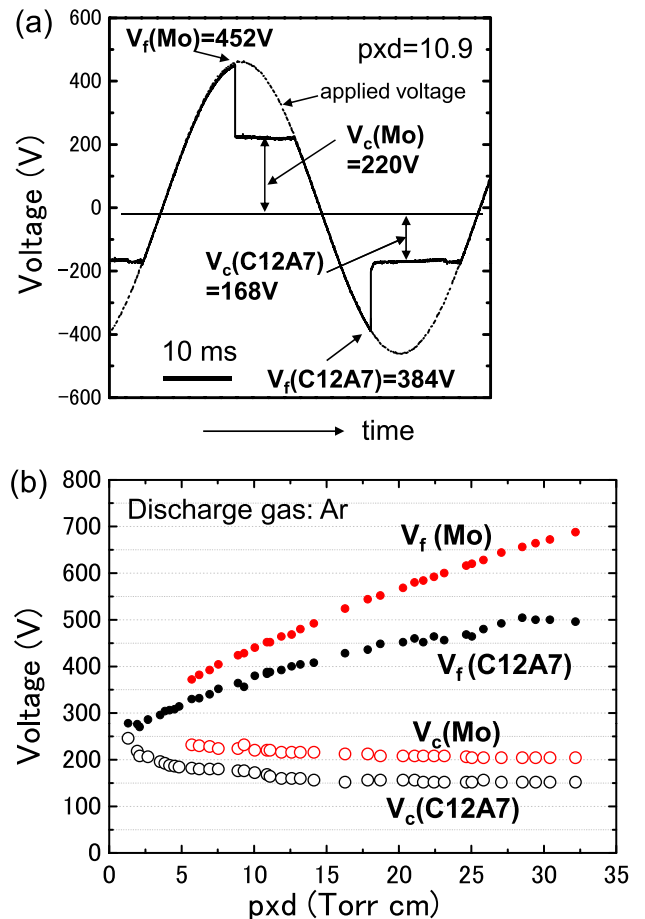 (a)
V_f(Mo)=452V
pxd=10.9
applied voltage
V_c(Mo)
=220V
V_c(C12A7)
=168V
10 ms
V_f(C12A7)=384V
Voltage (V)
600
400
200
0
-200
-400
-600
time
(b)
Discharge gas: Ar
V_f (Mo)
V_f (C12A7)
V_c(Mo)
V_c(C12A7)
Voltage (V)
800
700
600
500
400
300
200
100
0
0 5 10 15 20 25 30 35
pxd (Torr cm)